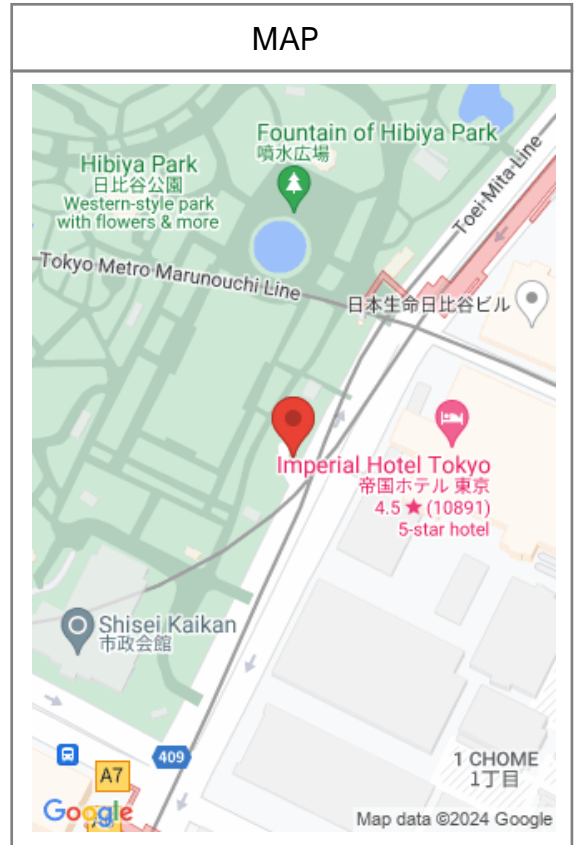 MAP
Fountain of Hibiya Park
噴水広場
Hibiya Park
日比谷公園
Western-style park
with flowers & more
Toei Mita Line
Tokyo Metro Marunouchi Line
日本生命日比谷ビル
Imperial Hotel Tokyo
帝国ホテル 東京
4.5 ★ (10891)
5-star hotel
Shisei Kaikan
市政会館
409
1 CHOME
1丁目
A7
Google
Map data ©2024 Google